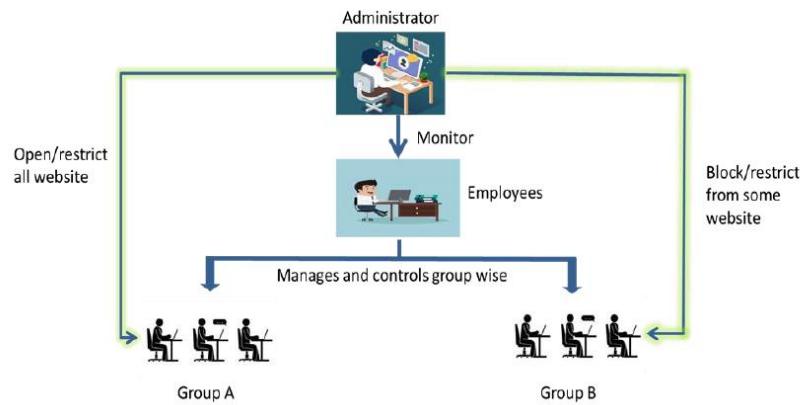 Administrator
Monitor
Open/restrict
all website
Employees
Block/restrict
from some
website
Manages and controls group wise
Group A
Group B